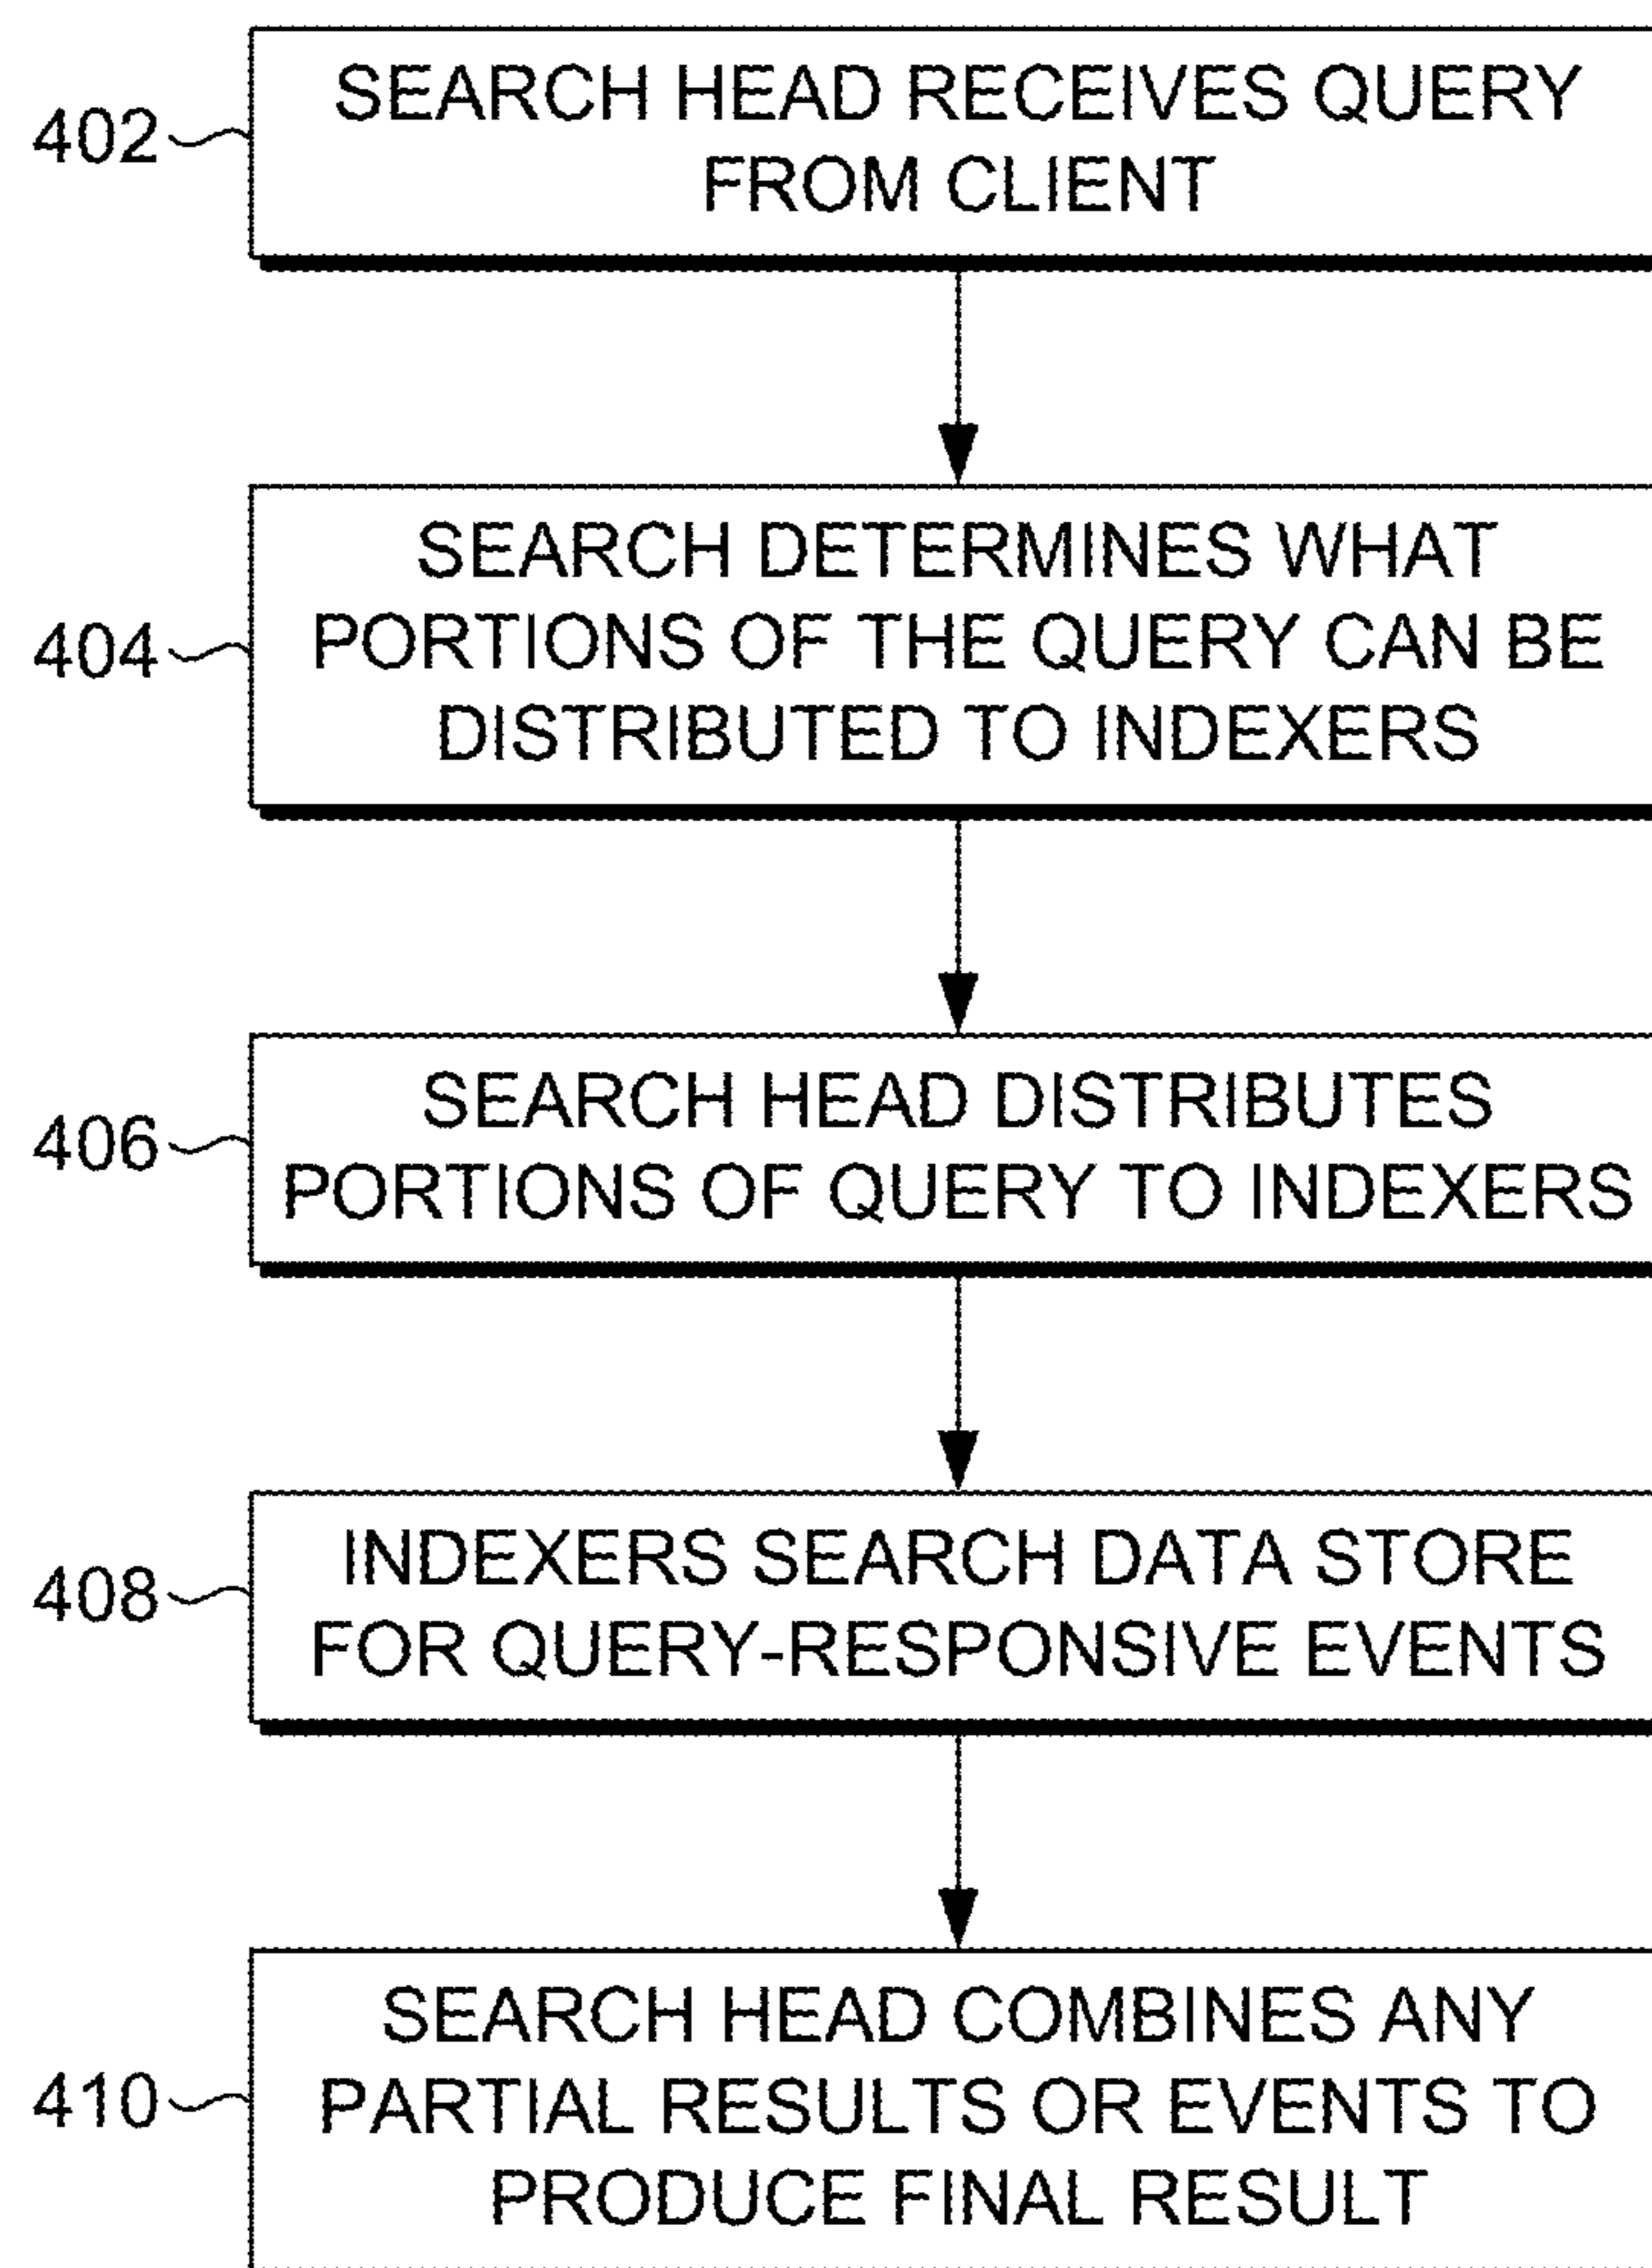 402
SEARCH HEAD RECEIVES QUERY
FROM CLIENT
404
SEARCH DETERMINES WHAT
PORTIONS OF THE QUERY CAN BE
DISTRIBUTED TO INDEXERS
406
SEARCH HEAD DISTRIBUTES
PORTIONS OF QUERY TO INDEXERS
408
INDEXERS SEARCH DATA STORE
FOR QUERY-RESPONSIVE EVENTS
410
SEARCH HEAD COMBINES ANY
PARTIAL RESULTS OR EVENTS TO
PRODUCE FINAL RESULT